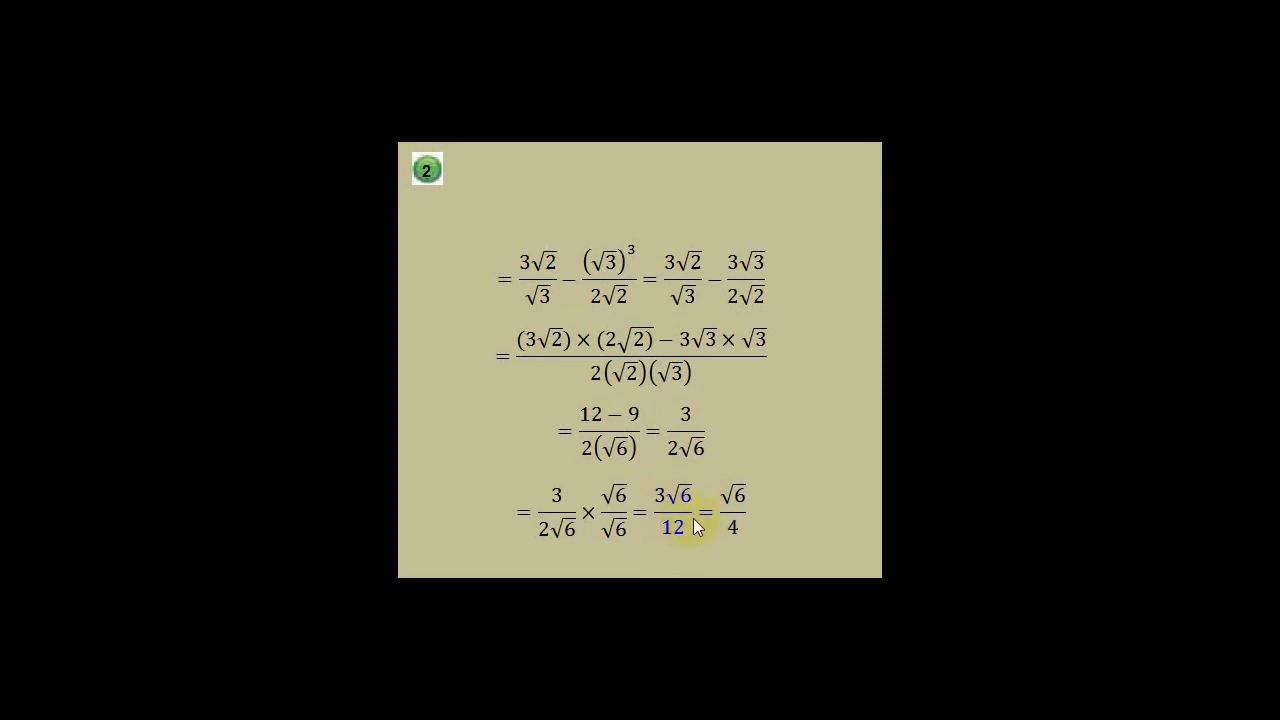 2
= 3√2/√3 − (√3)³/2√2 = 3√2/√3 − 3√3/2√2
= (3√2) × (2√2) − 3√3 × √3 / 2(√2)(√3)
= 12 − 9/2(√6) = 3/2√6
= 3/2√6 × √6/√6 = 3√6/12 = √6/4